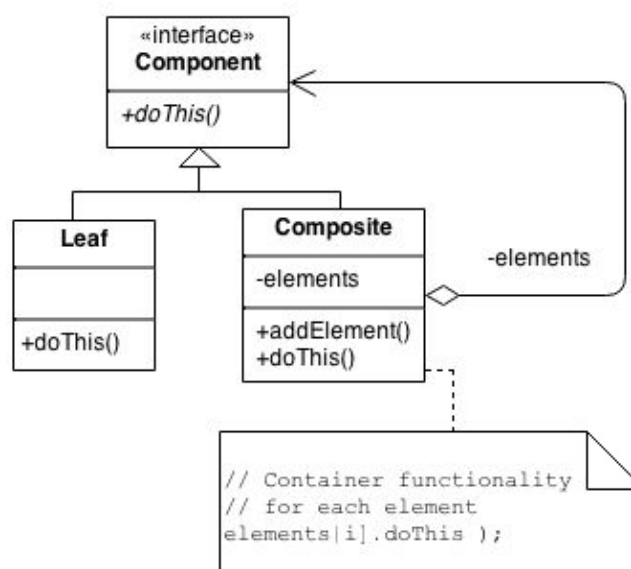 «interface»
Component
+doThis()
Leaf
+doThis()
Composite
-elements
+addElement()
+doThis()
-elements
// Container functionality
// for each element
elements|i].doThis );